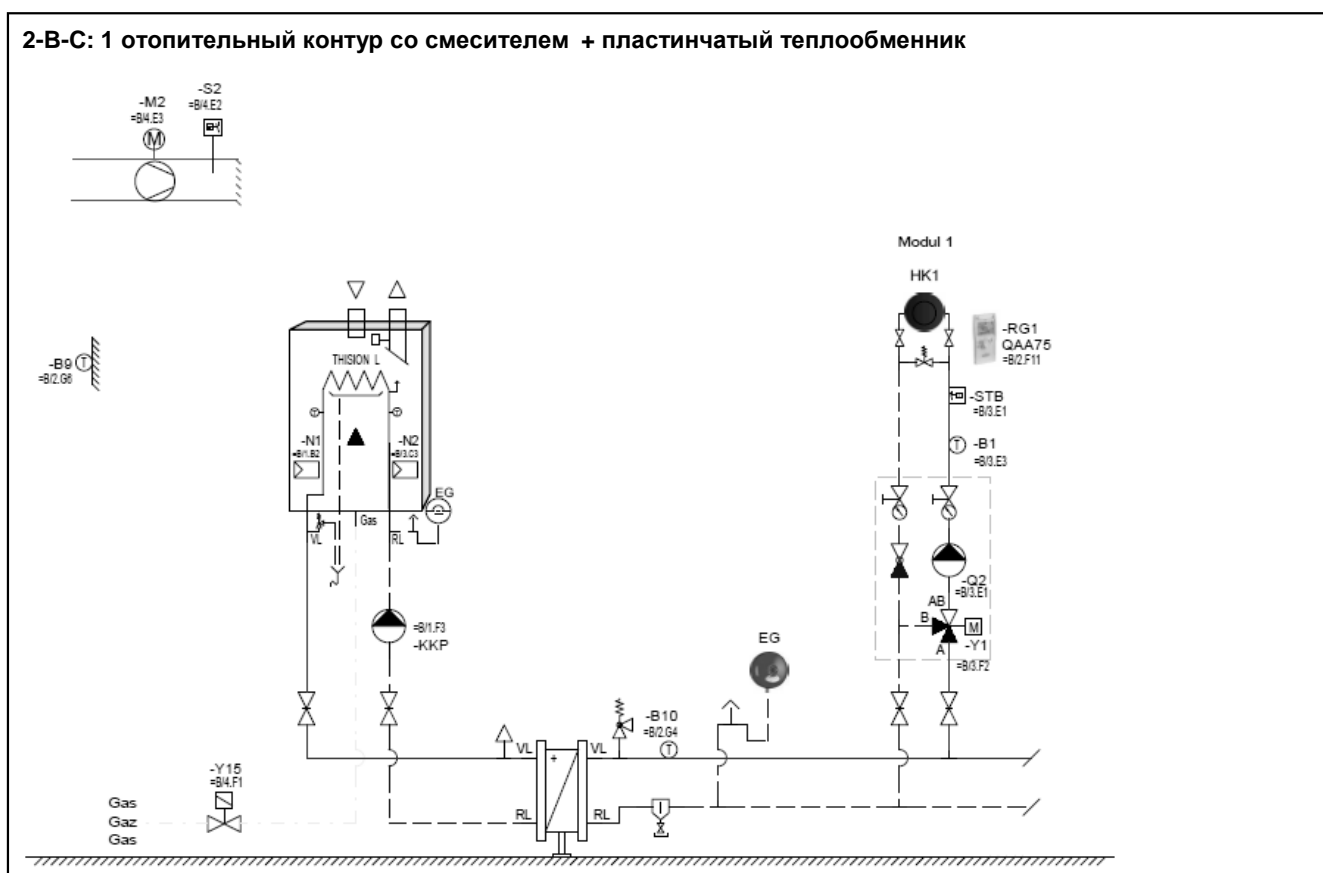 2-B-C: 1 отопительный контур со смесителем + пластинчатый теплообменник
-S2
=B/4.E2
-M2
=B/4.E3
M
Modul 1
HK1
-RG1
QAA75
=B/2.F11
-B9 T
=B/2.G6
THISION L
T
T
-STB
=B/3.E1
T -B1
=B/3.E3
-N1
=B/1.B2
-N2
=B/3.C3
EG
Gas
VL
RL
-Q2
=B/3.E1
AB
B
M
A
-Y1
=B/3.F2
=B/1.F3
-KKP
EG
-B10
=B/2.G4
T
VL
VL
+
-Y15
=B/4.F1
RL
RL
Gas
Gaz
Gas